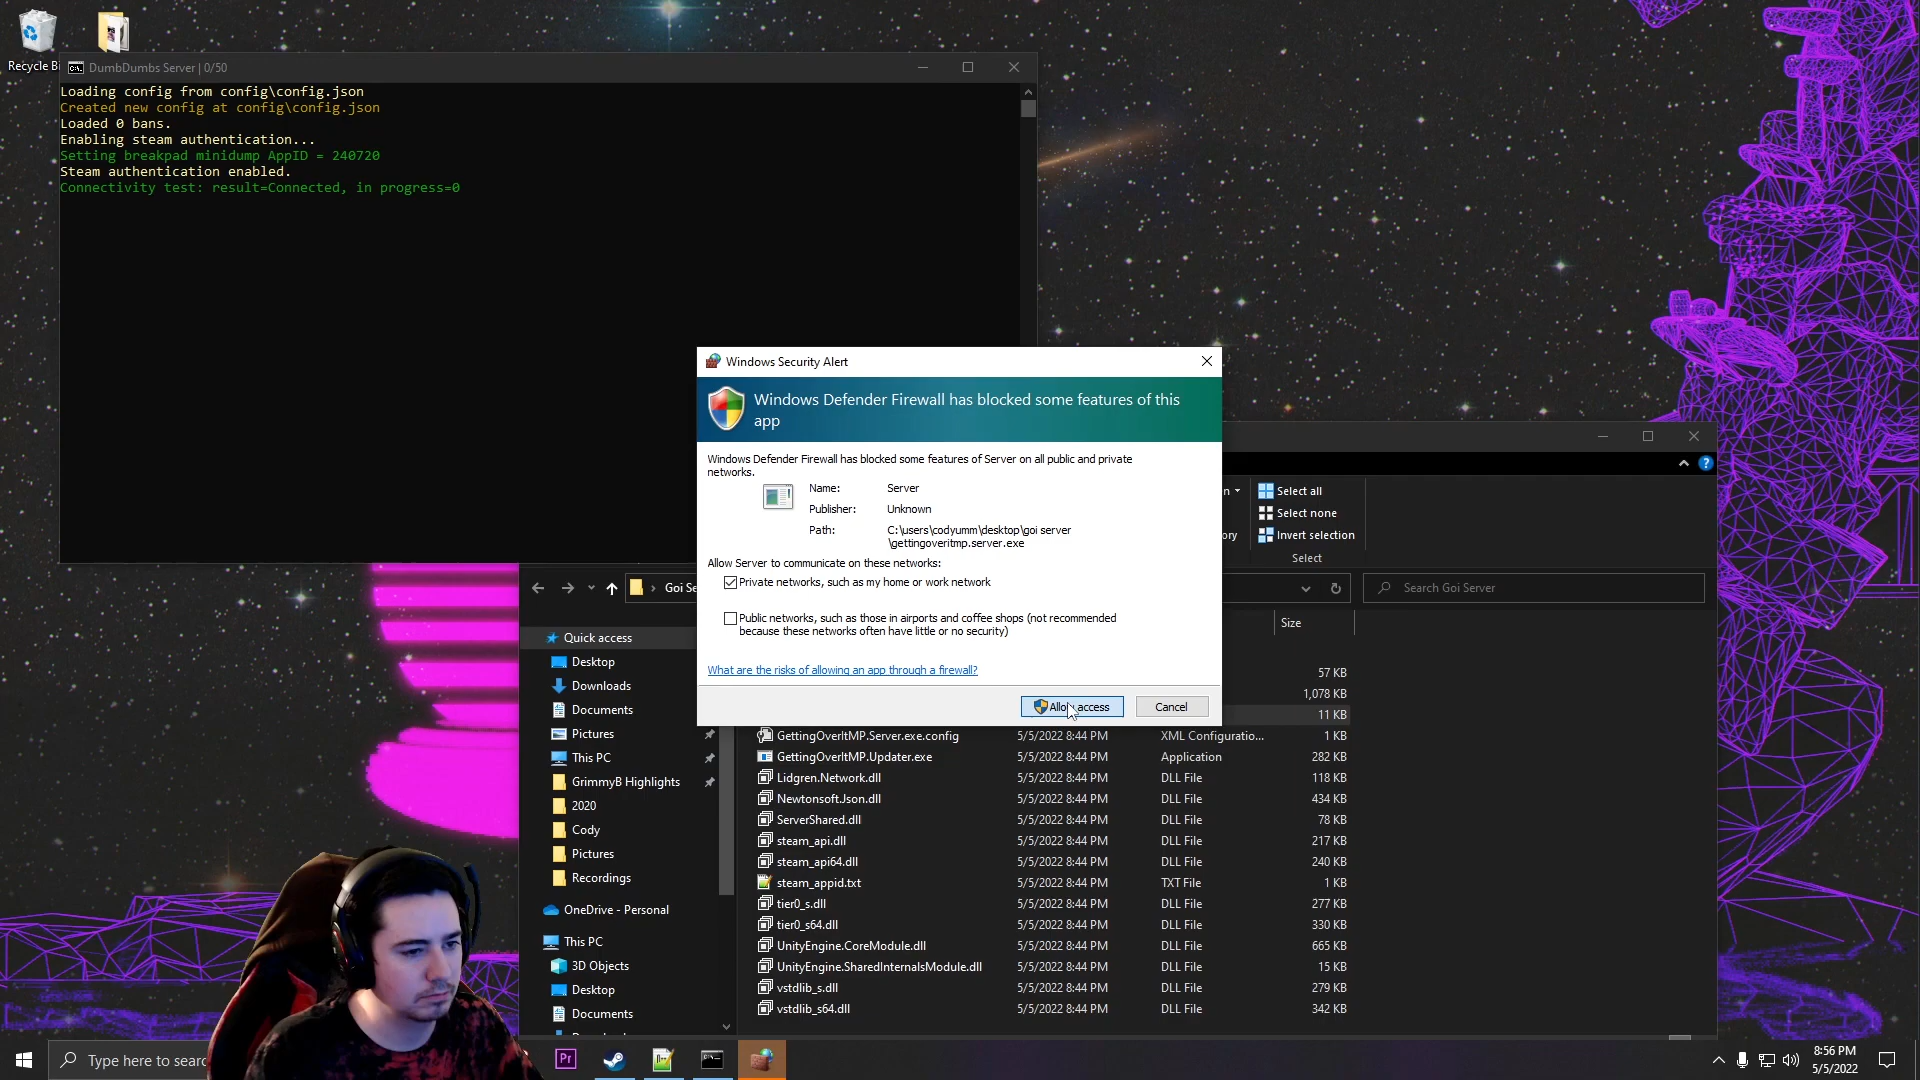 Recycle Bi
DumbDumbs Server | 0/50
Loading config from config\config.json
Created new config at config\config.json
Loaded 0 bans.
Enabling steam authentication...
Setting breakpad minidump AppID = 240720
Steam authentication enabled.
Connectivity test: result=Connected, in progress=0
Windows Security Alert
Windows Defender Firewall has blocked some features of this
app
Windows Defender Firewall has blocked some features of Server on all public and private
networks.
Name: Server
Publisher: Unknown
Path: C:\users\codyumm\desktop\goi server
\gettingoveritmp.server.exe
Allow Server to communicate on these networks:
Private networks, such as my home or work network
Public networks, such as those in airports and coffee shops (not recommended
because these networks often have little or no security)
What are the risks of allowing an app through a firewall?
Allow access
Cancel
n
Select all
Select none
ory
Invert selection
Select
Goi Se
Search Goi Server
Size
Quick access
Desktop
Downloads
Documents
Pictures
This PC
GrimmyB Highlights
2020
Cody
Pictures
Recordings
OneDrive - Personal
This PC
3D Objects
Desktop
Documents
57 KB
1,078 KB
11 KB
GettingOverItMP.Server.exe.config 5/5/2022 8:44 PM XML Configuratio... 1 KB
GettingOverItMP.Updater.exe 5/5/2022 8:44 PM Application 282 KB
Lidgren.Network.dll 5/5/2022 8:44 PM DLL File 118 KB
Newtonsoft.Json.dll 5/5/2022 8:44 PM DLL File 434 KB
ServerShared.dll 5/5/2022 8:44 PM DLL File 78 KB
steam_api.dll 5/5/2022 8:44 PM DLL File 217 KB
steam_api64.dll 5/5/2022 8:44 PM DLL File 240 KB
steam_appid.txt 5/5/2022 8:44 PM TXT File 1 KB
tier0_s.dll 5/5/2022 8:44 PM DLL File 277 KB
tier0_s64.dll 5/5/2022 8:44 PM DLL File 330 KB
UnityEngine.CoreModule.dll 5/5/2022 8:44 PM DLL File 665 KB
UnityEngine.SharedInternalsModule.dll 5/5/2022 8:44 PM DLL File 15 KB
vstdlib_s.dll 5/5/2022 8:44 PM DLL File 279 KB
vstdlib_s64.dll 5/5/2022 8:44 PM DLL File 342 KB
Type here to searc
Pr
8:56 PM
5/5/2022